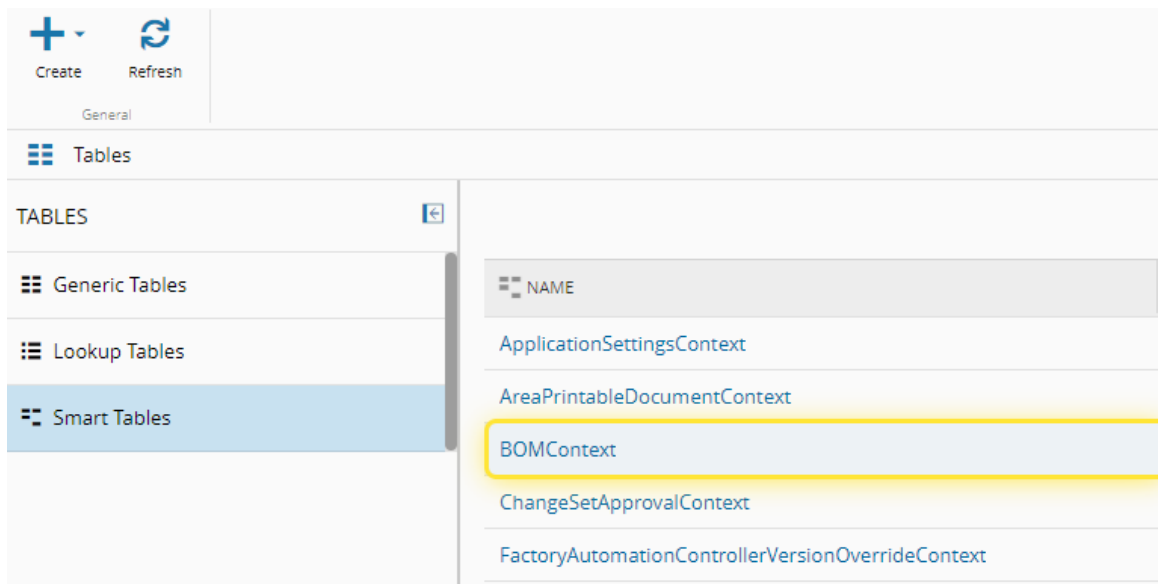 Create Refresh
General
Tables
TABLES
Generic Tables
Lookup Tables
Smart Tables
NAME
ApplicationSettingsContext
AreaPrintableDocumentContext
BOMContext
ChangeSetApprovalContext
FactoryAutomationControllerVersionOverrideContext